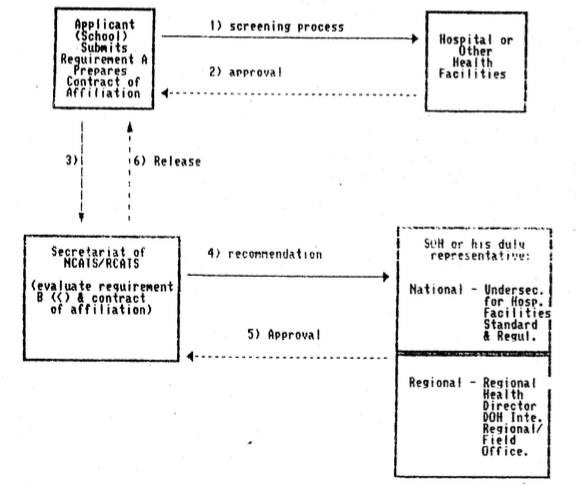 Applicant
(School)
Submits
Requirement A
Prepares
Contract of
Affiliation
1) screening process
2) approval
Hospital or
Other
Health
Facilities
3)
6) Release
Secretariat of
NCATS/RCATS
(evaluate requirement
B (() & contract
of affiliation)
4) recommendation
5) Approval
SOH or his duly
representative:
National - Undersec.
for Hosp.
Facilities
Standard
& Regul.
Regional - Regional
Health
Director
DOH Inte.
Regional/
Field
Office.